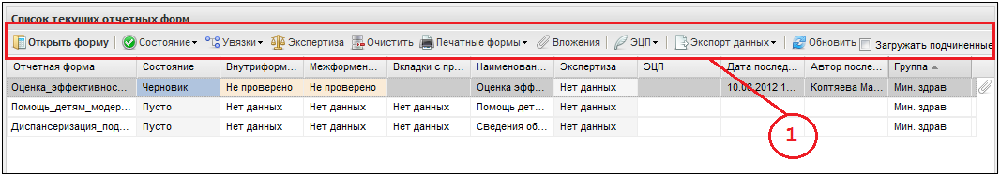 Список текущих отчетных форм
Открыть форму Состояние Увязки Экспертиза Очистить Печатные формы Вложения ЭЦП Экспорт данных Обновить Загружать подчиненные
Отчетная форма Состояние Внутриформ... Межформен... Вкладки с пр... Наименован... Экспертиза ЭЦП Дата послед... Автор после... Группа
Оценка_эффективнос... Черновик Не проверено Не проверено Оценка эфф... Нет данных 10.08.2012 1... Коптяева Ма... Мин. здрав
Помощь_детям_модер... Пусто Нет данных Нет данных Нет данных Помощь дет... Нет данных Мин. здрав
Диспансеризация_под... Пусто Нет данных Нет данных Нет данных Сведения об... Нет данных Мин. здрав
1